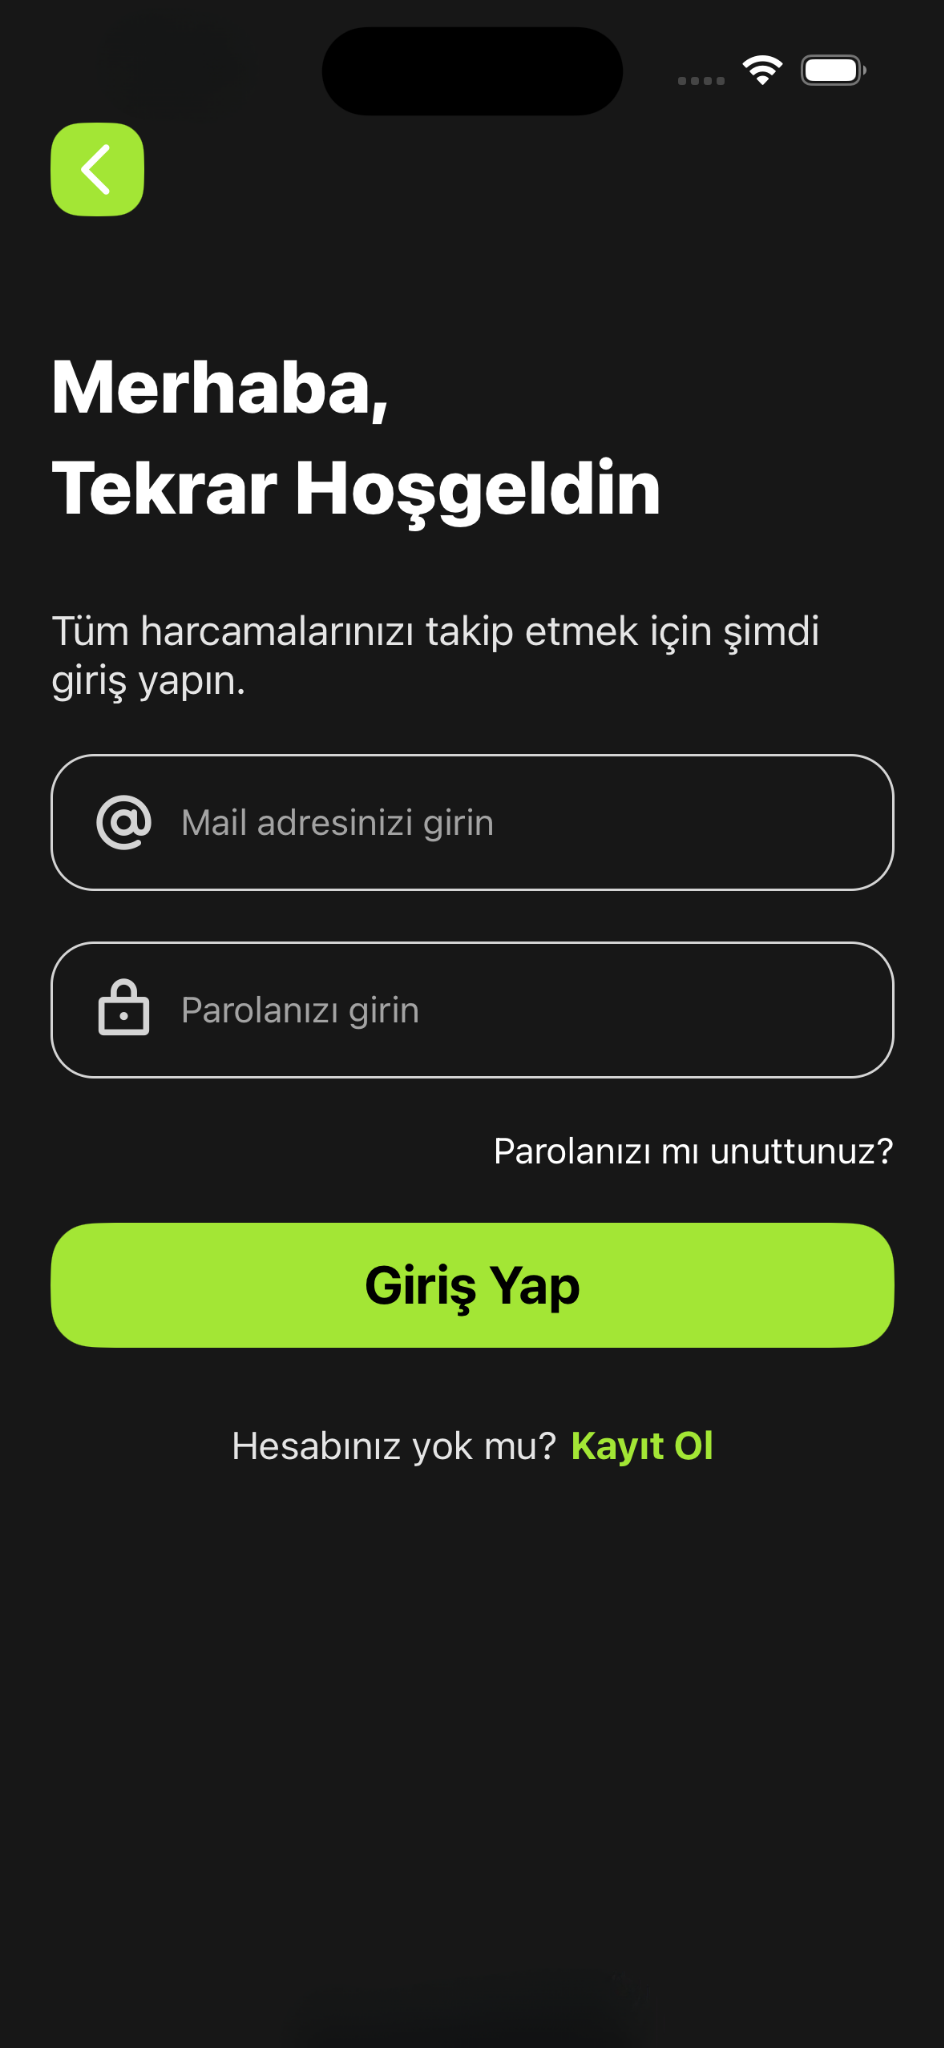 Merhaba,
Tekrar Hoşgeldin
Tüm harcamalarınızı takip etmek için şimdi
giriş yapın.
Mail adresinizi girin
Parolanızı girin
Parolanızı mı unuttunuz?
Giriş Yap
Hesabınız yok mu? Kayıt Ol